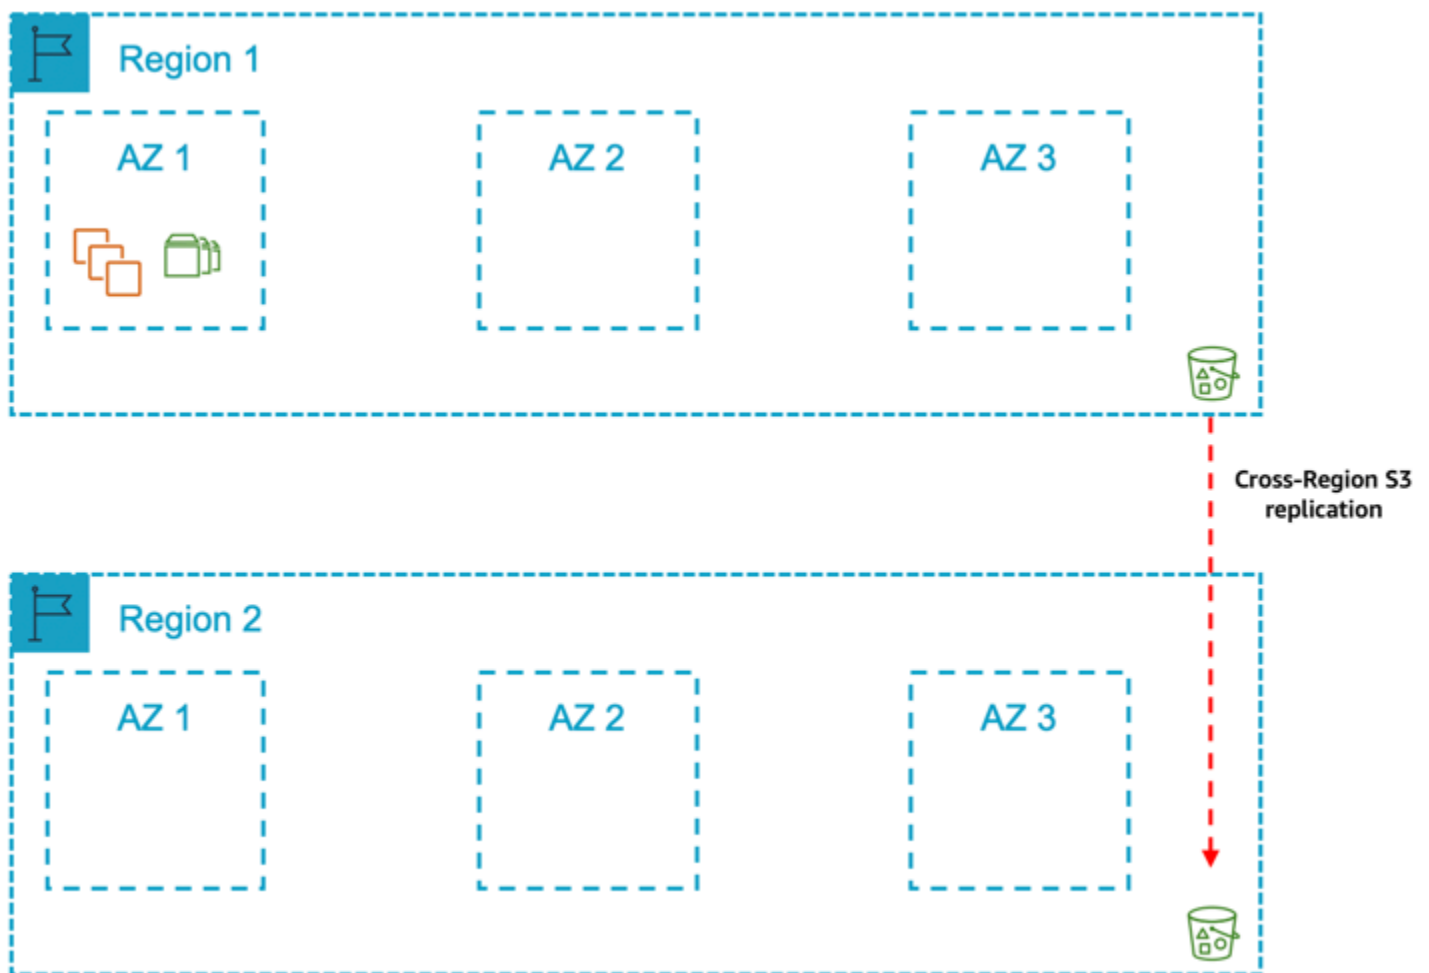 Region 1
AZ 1
AZ 2
AZ 3
Cross-Region S3
replication
Region 2
AZ 1
AZ 2
AZ 3